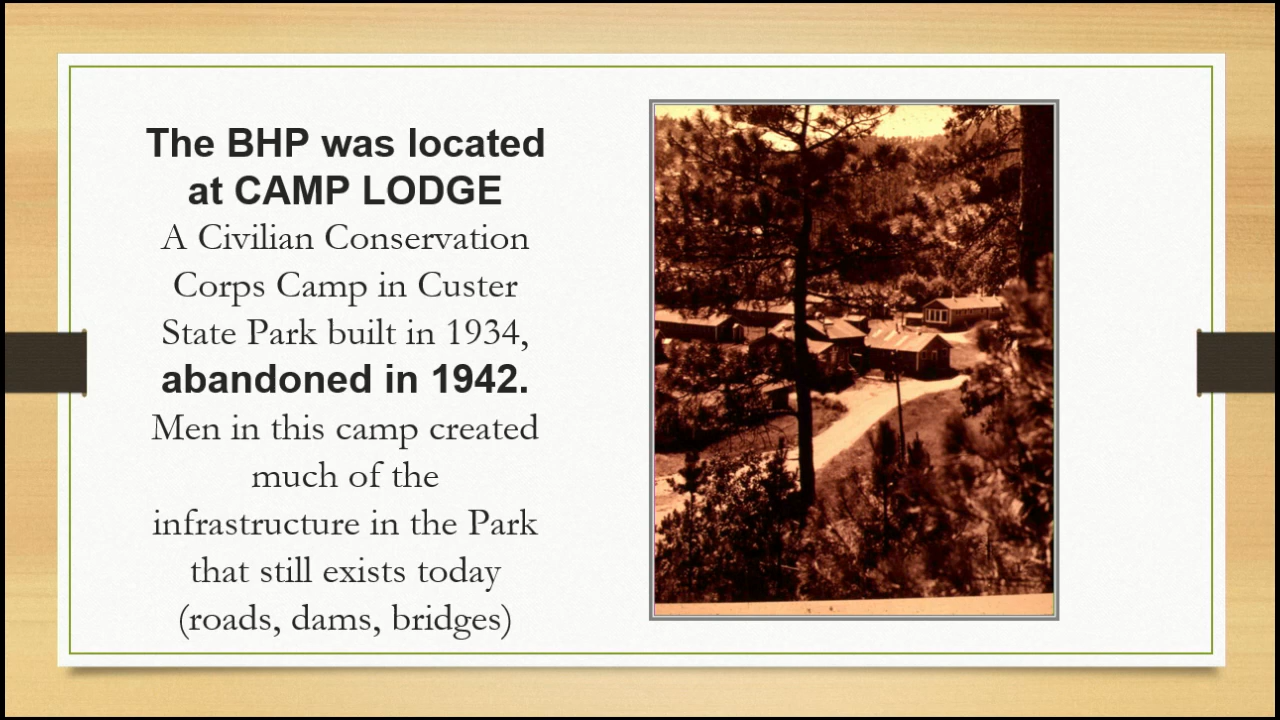 The BHP was located
at CAMP LODGE
A Civilian Conservation
Corps Camp in Custer
State Park built in 1934,
abandoned in 1942.
Men in this camp created
much of the
infrastructure in the Park
that still exists today
(roads, dams, bridges)